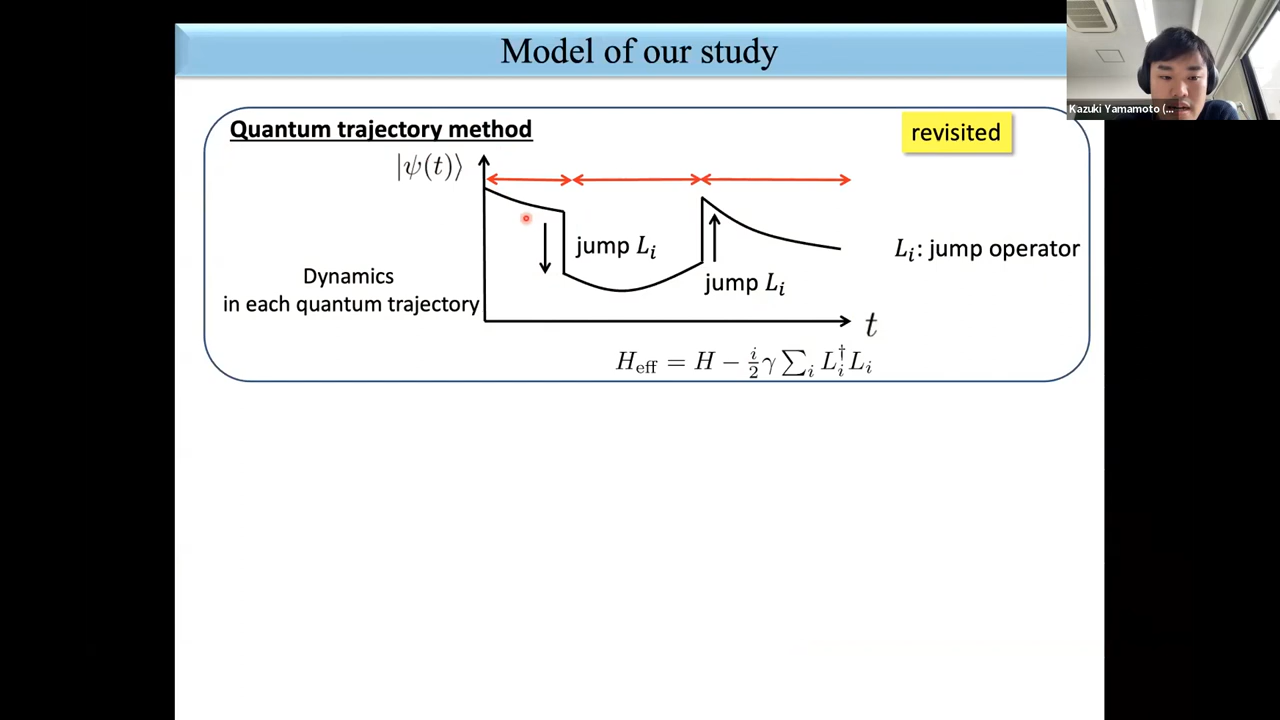 Model of our study
Kazuki Yamamoto (...
Quantum trajectory method
revisited
|ψ(t)⟩
jump L_i
L_i: jump operator
Dynamics
in each quantum trajectory
jump L_i
t
H_eff = H − i/2 γ ∑_i L_i^† L_i